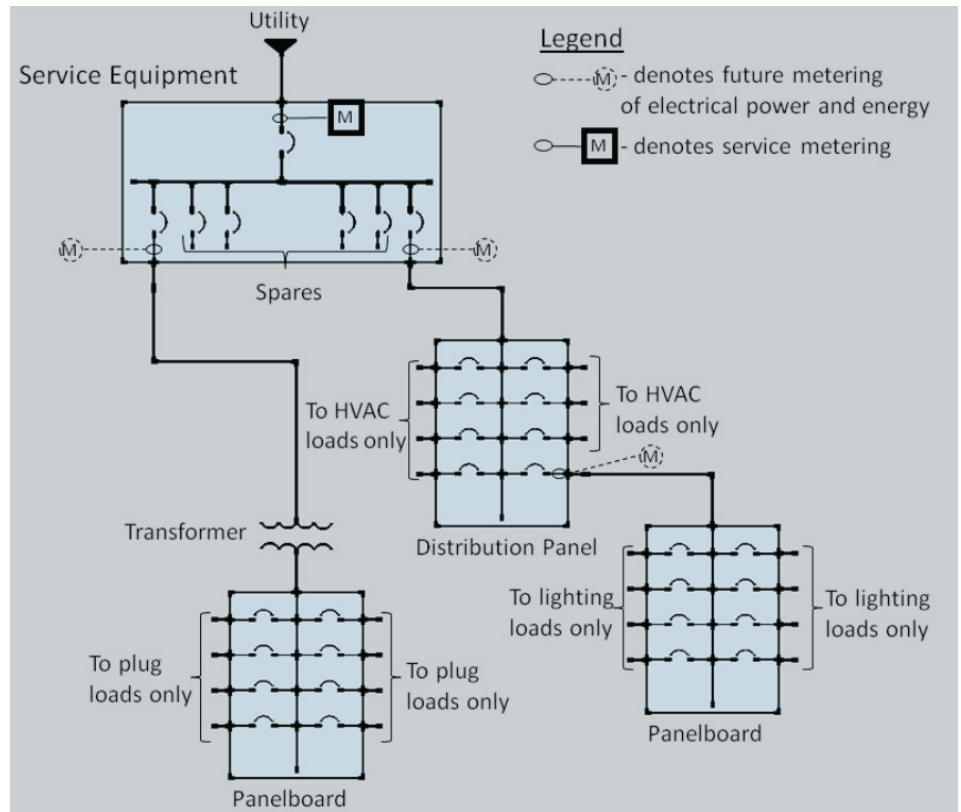 Utility
Legend
Service Equipment
M - denotes future metering
of electrical power and energy
M
M - denotes service metering
M
M
Spares
To HVAC
loads only
To HVAC
loads only
M
Transformer
Distribution Panel
To lighting
loads only
To lighting
loads only
To plug
loads only
To plug
loads only
Panelboard
Panelboard